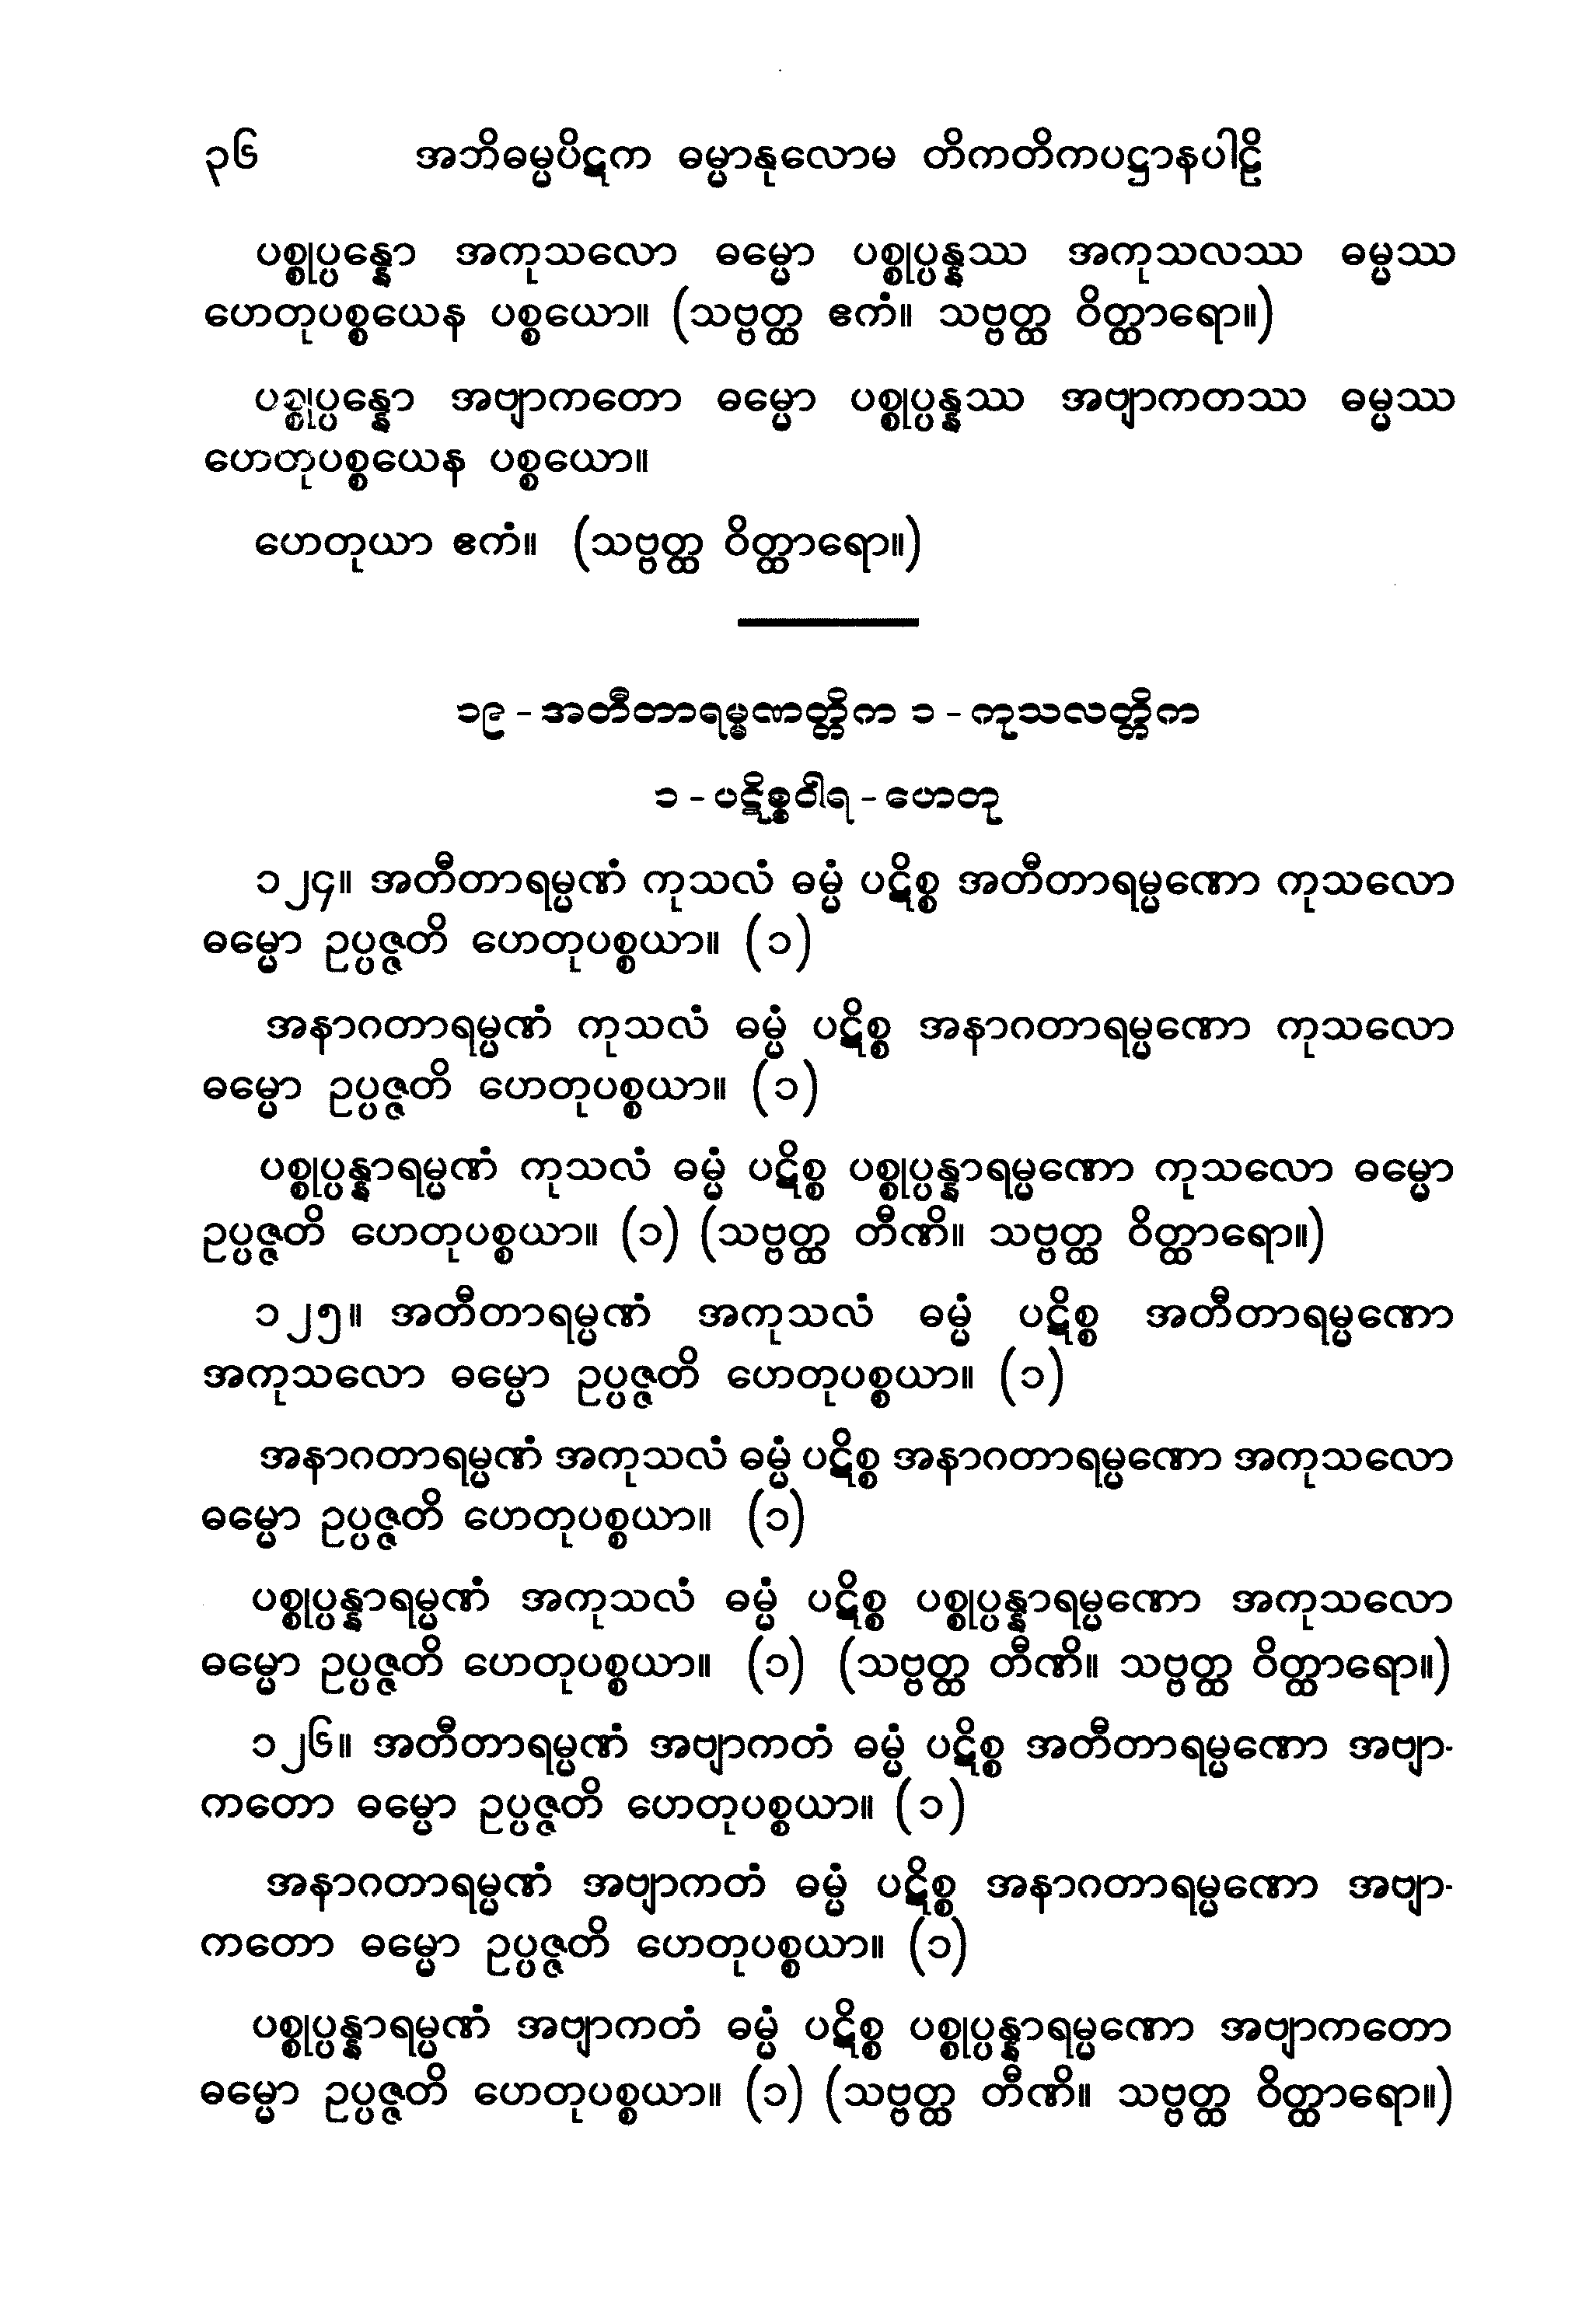 ၃၆ အဘိဓမ္မပိဋက ဓမ္မာနုလောမ တိကတိကပဋ္ဌာနပါဠိ
ပစ္စုပ္ပန္နော အကုသလော ဓမ္မော ပစ္စုပ္ပန္နဿ အကုသလဿ ဓမ္မဿ
ဟေတုပစ္စယေန ပစ္စယော။ (သဗ္ဗတ္ထ ဧကံ။ သဗ္ဗတ္ထ ဝိတ္ထာရော။)
ပစ္စုပ္ပန္နော အဗျာကတော ဓမ္မော ပစ္စုပ္ပန္နဿ အဗျာကတဿ ဓမ္မဿ
ဟေတုပစ္စယေန ပစ္စယော။
ဟေတုယာ ဧကံ။ (သဗ္ဗတ္ထ ဝိတ္ထာရော။)
၁၉ - အတီတာရမ္မဏတ္တိက ၁ - ကုသလတ္တိက
၁ - ပဋိစ္စဝါရ - ဟေတု
၁၂၄။ အတီတာရမ္မဏံ ကုသလံ ဓမ္မံ ပဋိစ္စ အတီတာရမ္မဏော ကုသလော
ဓမ္မော ဥပ္ပဇ္ဇတိ ဟေတုပစ္စယာ။ (၁)
အနာဂတာရမ္မဏံ ကုသလံ ဓမ္မံ ပဋိစ္စ အနာဂတာရမ္မဏော ကုသလော
ဓမ္မော ဥပ္ပဇ္ဇတိ ဟေတုပစ္စယာ။ (၁)
ပစ္စုပ္ပန္နာရမ္မဏံ ကုသလံ ဓမ္မံ ပဋိစ္စ ပစ္စုပ္ပန္နာရမ္မဏော ကုသလော ဓမ္မော
ဥပ္ပဇ္ဇတိ ဟေတုပစ္စယာ။ (၁) (သဗ္ဗတ္ထ တီဏိ။ သဗ္ဗတ္ထ ဝိတ္ထာရော။)
၁၂၅။ အတီတာရမ္မဏံ အကုသလံ ဓမ္မံ ပဋိစ္စ အတီတာရမ္မဏော
အကုသလော ဓမ္မော ဥပ္ပဇ္ဇတိ ဟေတုပစ္စယာ။ (၁)
အနာဂတာရမ္မဏံ အကုသလံ ဓမ္မံ ပဋိစ္စ အနာဂတာရမ္မဏော အကုသလော
ဓမ္မော ဥပ္ပဇ္ဇတိ ဟေတုပစ္စယာ။ (၁)
ပစ္စုပ္ပန္နာရမ္မဏံ အကုသလံ ဓမ္မံ ပဋိစ္စ ပစ္စုပ္ပန္နာရမ္မဏော အကုသလော
ဓမ္မော ဥပ္ပဇ္ဇတိ ဟေတုပစ္စယာ။ (၁) (သဗ္ဗတ္ထ တီဏိ။ သဗ္ဗတ္ထ ဝိတ္ထာရော။)
၁၂၆။ အတီတာရမ္မဏံ အဗျာကတံ ဓမ္မံ ပဋိစ္စ အတီတာရမ္မဏော အဗျာ-
ကတော ဓမ္မော ဥပ္ပဇ္ဇတိ ဟေတုပစ္စယာ။ (၁)
အနာဂတာရမ္မဏံ အဗျာကတံ ဓမ္မံ ပဋိစ္စ အနာဂတာရမ္မဏော အဗျာ-
ကတော ဓမ္မော ဥပ္ပဇ္ဇတိ ဟေတုပစ္စယာ။ (၁)
ပစ္စုပ္ပန္နာရမ္မဏံ အဗျာကတံ ဓမ္မံ ပဋိစ္စ ပစ္စုပ္ပန္နာရမ္မဏော အဗျာကတော
ဓမ္မော ဥပ္ပဇ္ဇတိ ဟေတုပစ္စယာ။ (၁) (သဗ္ဗတ္ထ တီဏိ။ သဗ္ဗတ္ထ ဝိတ္ထာရော။)